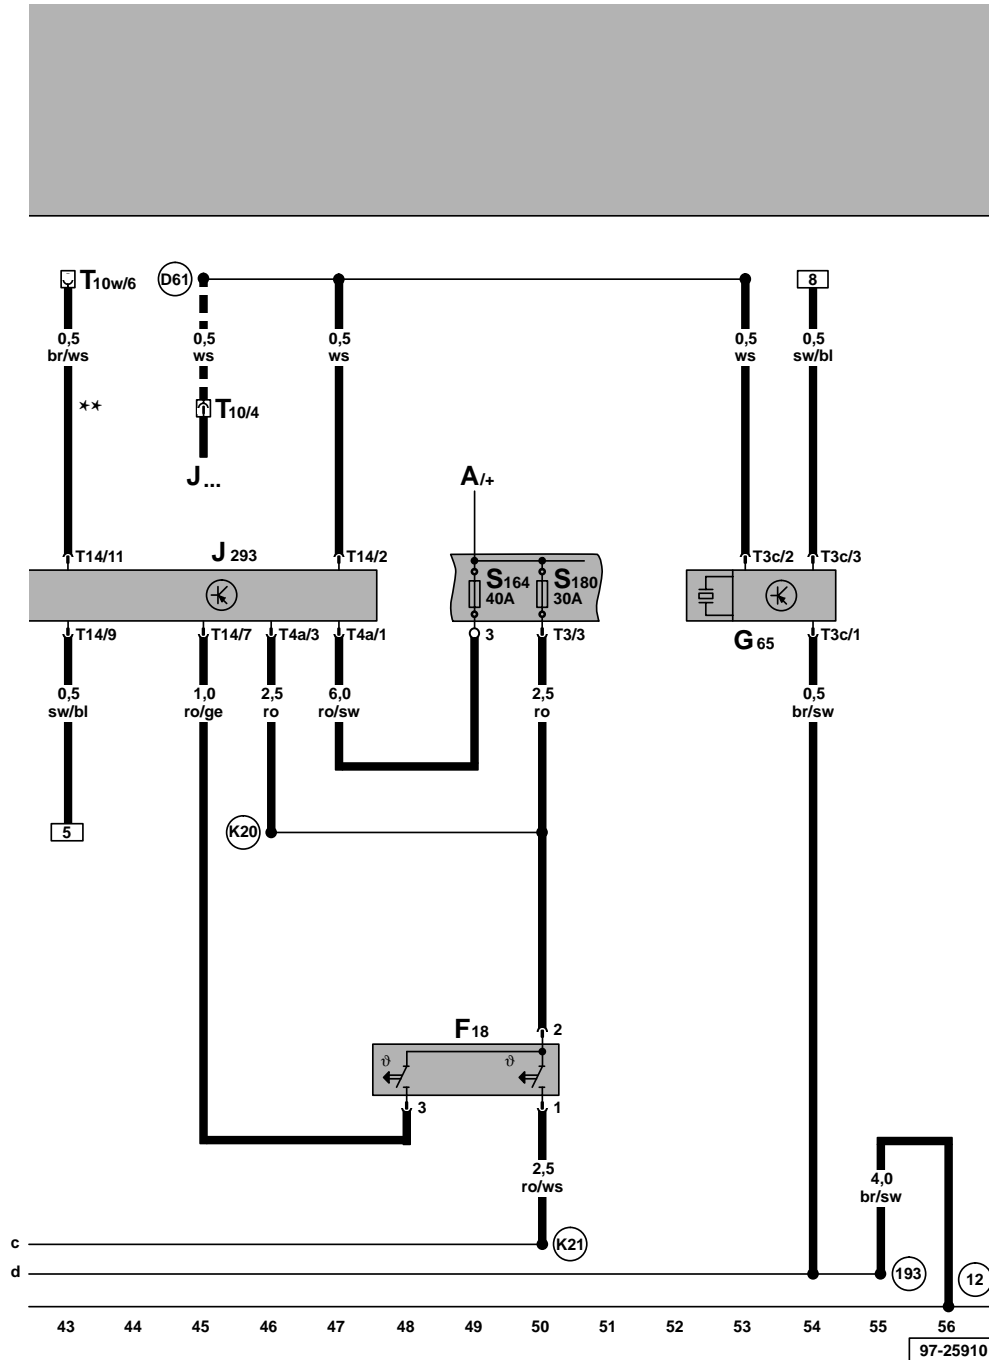 T10w/6 D61 8
0,5 0,5 0,5 0,5 0,5
br/ws ws ws ws sw/bl
** T10/4
J...
A/+
T14/11 J 293 T14/2 T3c/2 T3c/3
S164 S180
40A 30A
T14/9 T14/7 T4a/3 T4a/1 3 T3/3 G 65 T3c/1
0,5 1,0 2,5 6,0 2,5 0,5
sw/bl ro/ge ro ro/sw ro br/sw
5 K20
F18 2
ϑ ϑ
3 1
2,5 4,0
ro/ws br/sw
c K21
d 193 12
43 44 45 46 47 48 49 50 51 52 53 54 55 56
97-25910